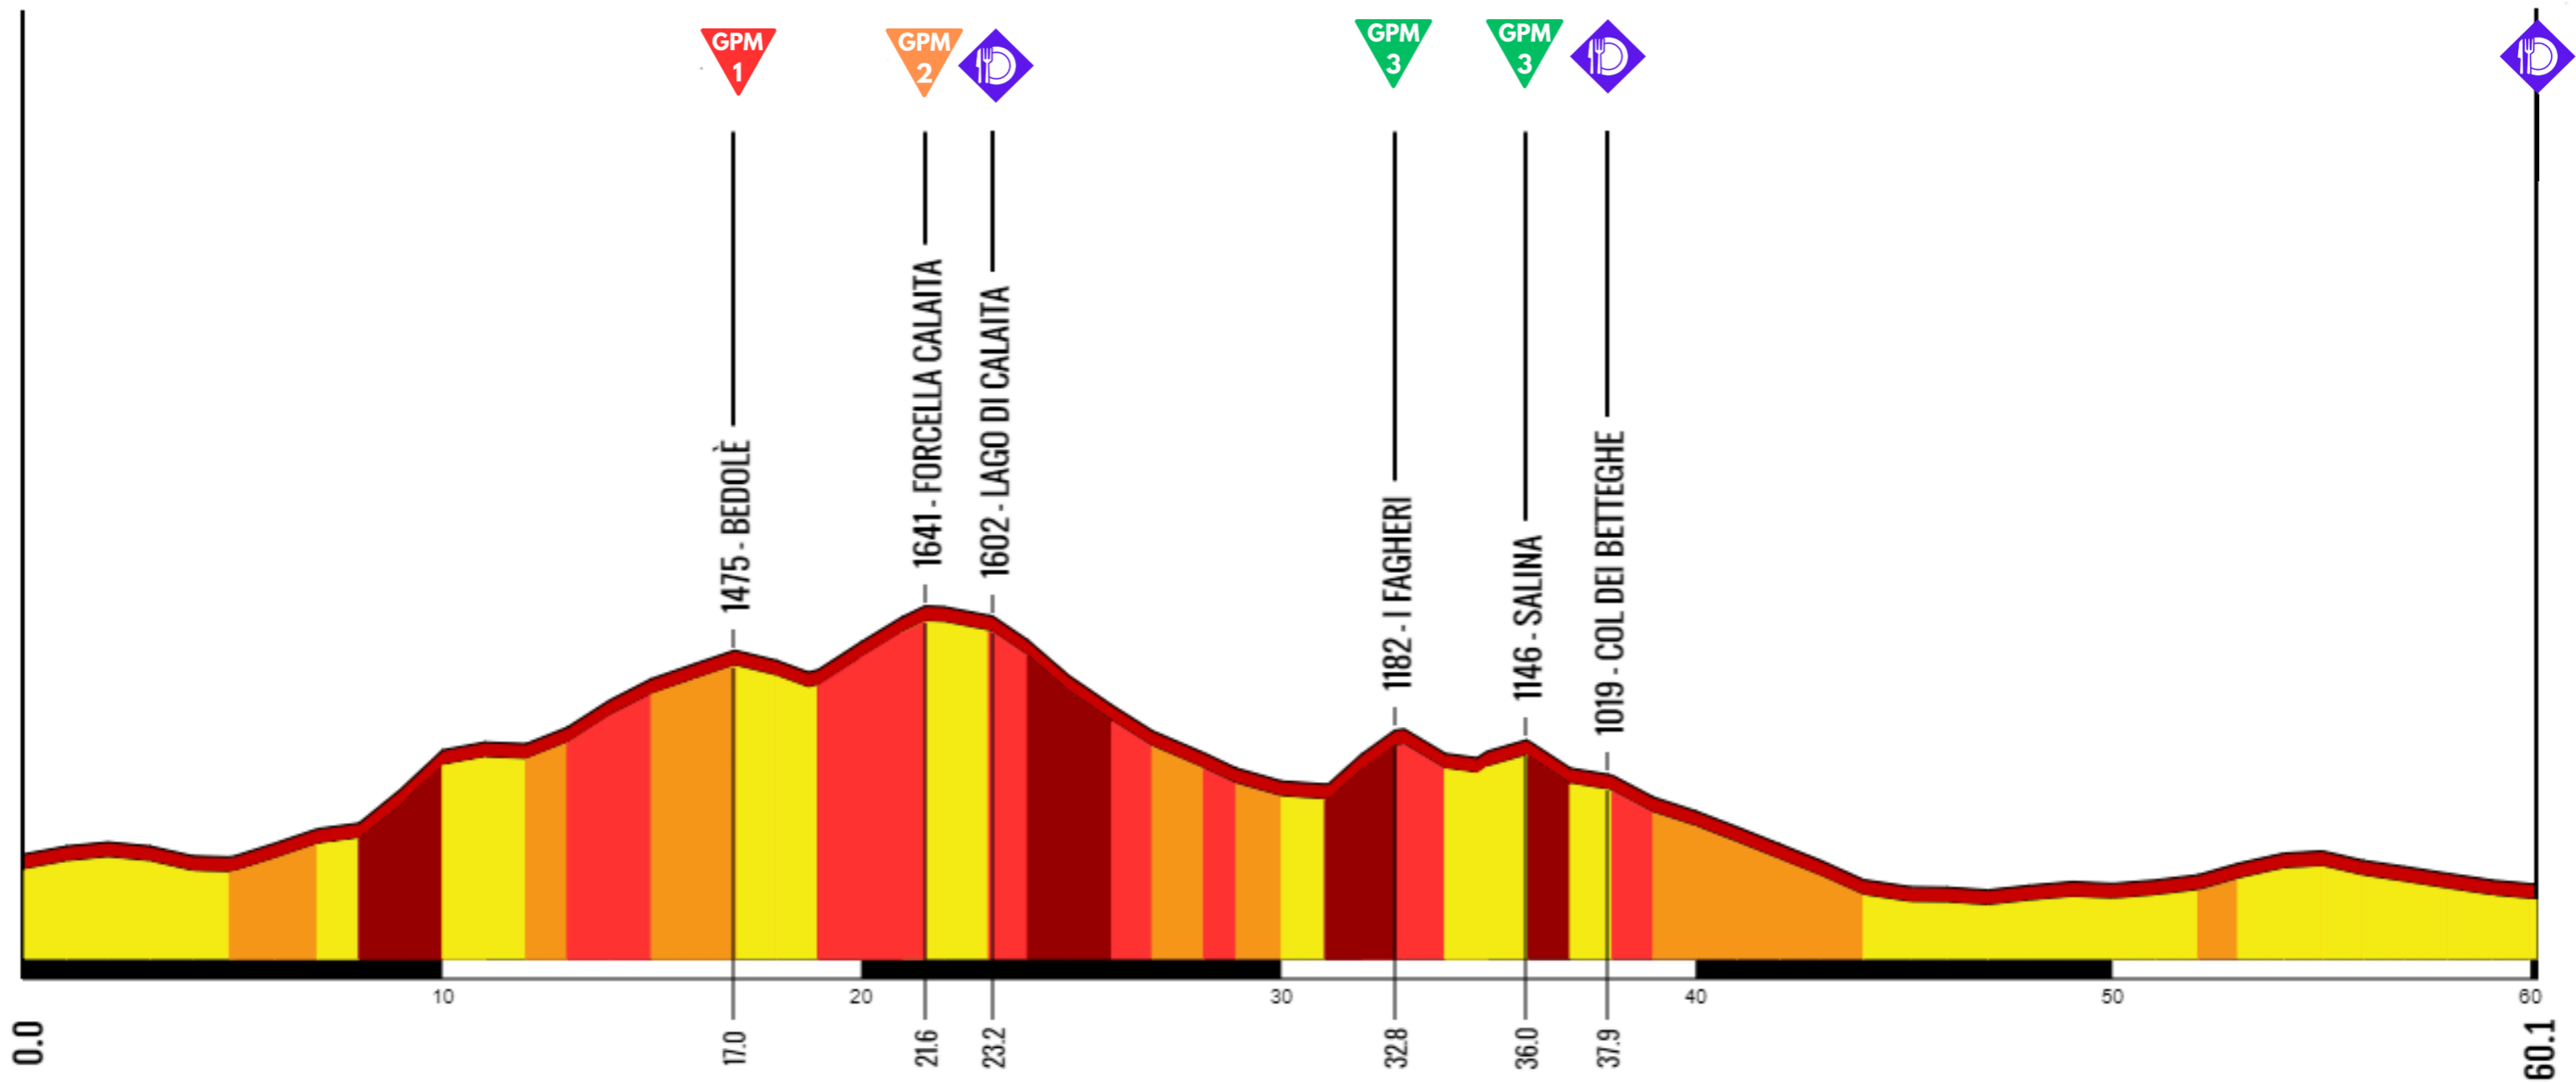 GPM
1
GPM
2
GPM
3
GPM
3
1475 - BEDOLÈ
1641 - FORCELLA CALAITA
1602 - LAGO DI CALAITA
1182 - I FAGHERI
1146 - SALINA
1019 - COL DEI BETTEGHE
10
20
30
40
50
60
0.0
17.0
21.6
23.2
32.8
36.0
37.9
60.1